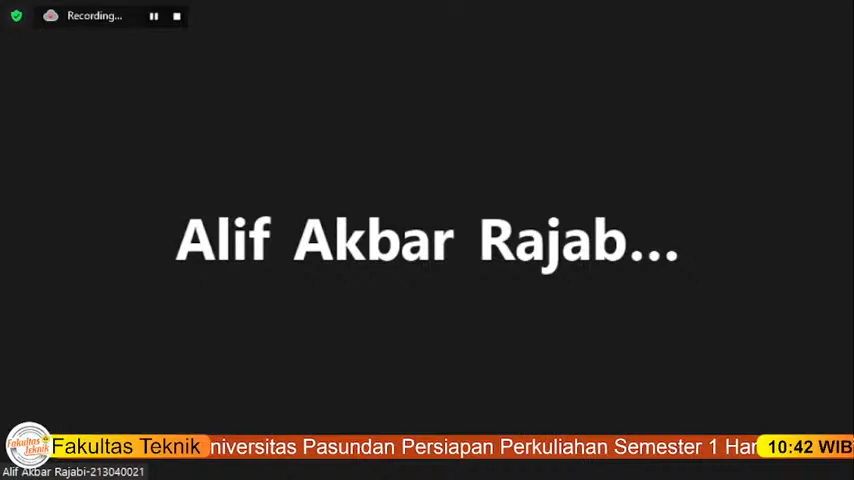 Recording...
Alif Akbar Rajab...
Fakultas Teknik
Fakultas Teknik niversitas Pasundan Persiapan Perkuliahan Semester 1 Har 10:42 WIB
Alif Akbar Rajabi-213040021